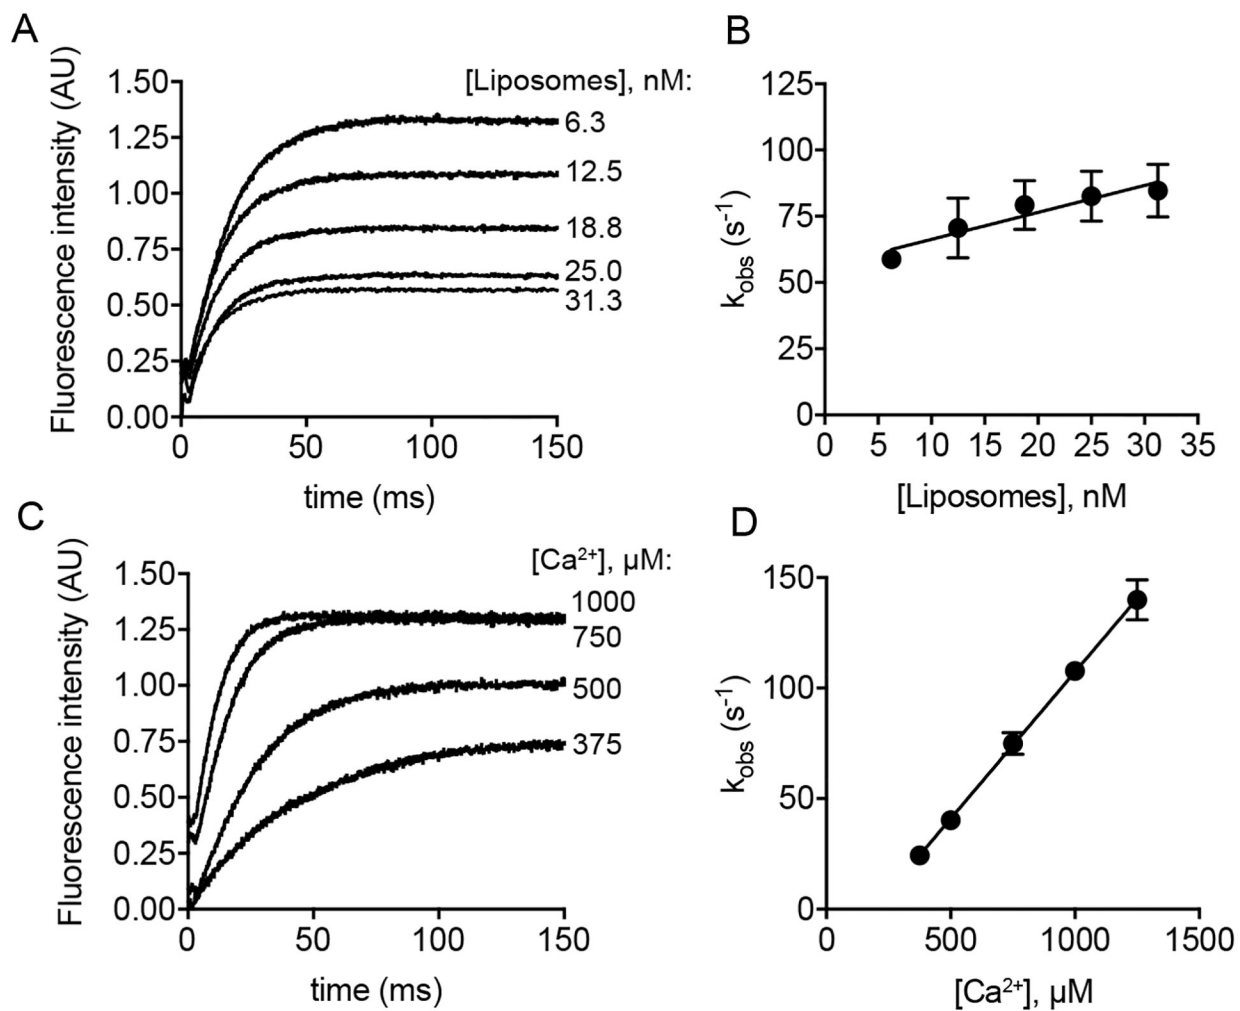 A
Fluorescence intensity (AU)
1.50
1.25
1.00
0.75
0.50
0.25
0.00
[Liposomes], nM:
6.3
12.5
18.8
25.0
31.3
0 50 100 150
time (ms)
B
k_obs (s⁻¹)
125
100
75
50
25
0
0 5 10 15 20 25 30 35
[Liposomes], nM
C
Fluorescence intensity (AU)
1.50
1.25
1.00
0.75
0.50
0.25
0.00
[Ca²⁺], µM:
1000
750
500
375
0 50 100 150
time (ms)
D
k_obs (s⁻¹)
150
100
50
0
0 500 1000 1500
[Ca²⁺], µM